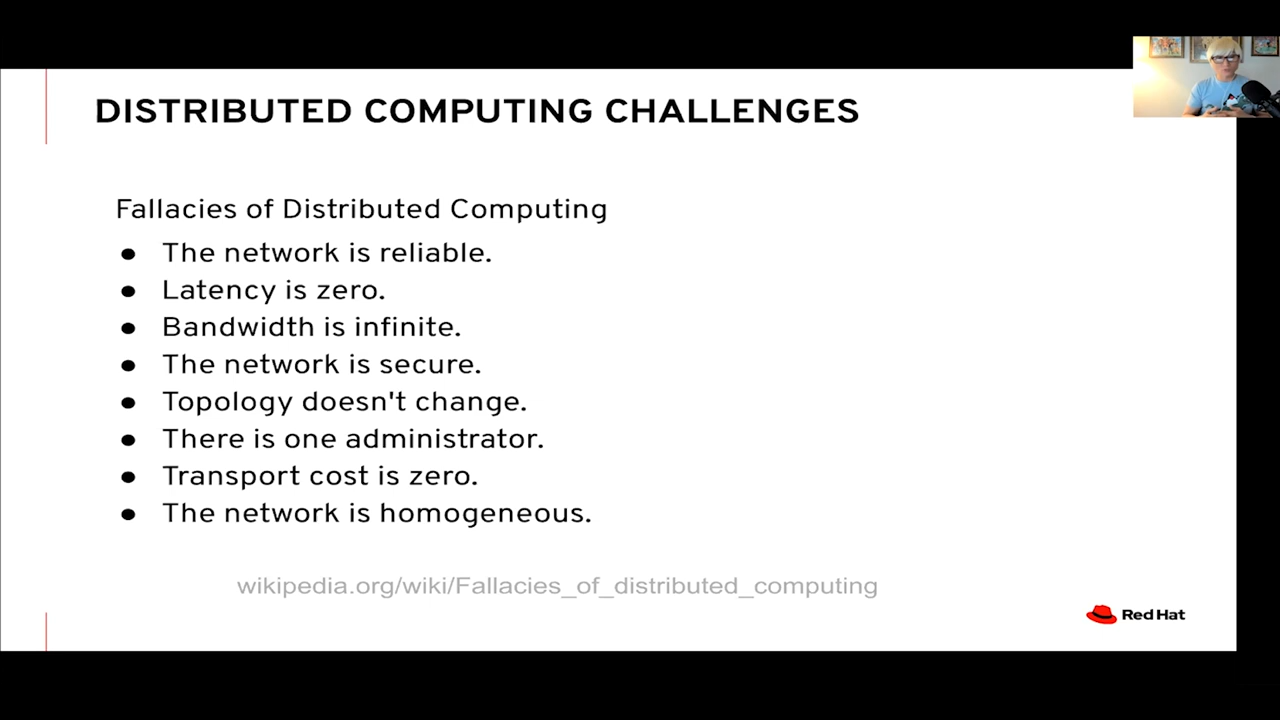 DISTRIBUTED COMPUTING CHALLENGES
Fallacies of Distributed Computing
● The network is reliable.
● Latency is zero.
● Bandwidth is infinite.
● The network is secure.
● Topology doesn't change.
● There is one administrator.
● Transport cost is zero.
● The network is homogeneous.
wikipedia.org/wiki/Fallacies_of_distributed_computing
Red Hat